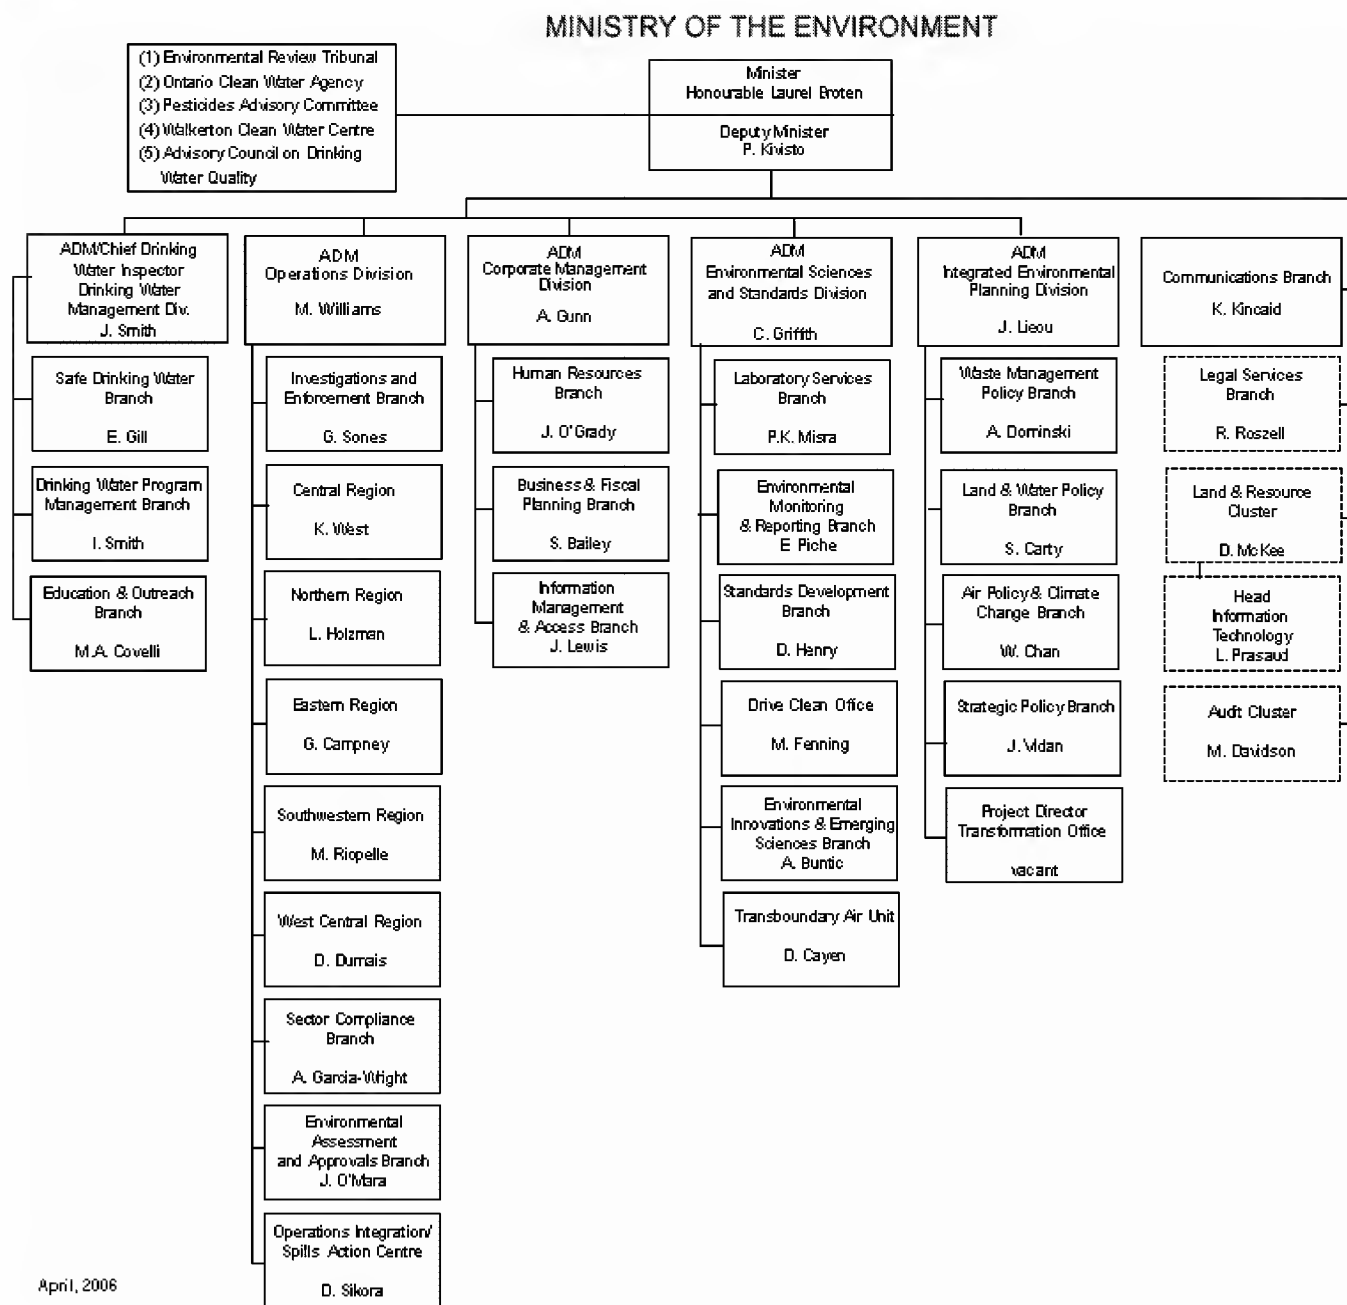 MINISTRY OF THE ENVIRONMENT
(1) Environmental Review Tribunal
(2) Ontario Clean Water Agency
(3) Pesticides Advisory Committee
(4) Walkerton Clean Water Centre
(5) Advisory Council on Drinking
Water Quality
Minister
Honourable Laurel Broten
Deputy Minister
P. Kivisto
ADM/Chief Drinking
Water Inspector
Drinking Water
Management Div.
J. Smith
Safe Drinking Water
Branch
E. Gill
Drinking Water Program
Management Branch
I. Smith
Education & Outreach
Branch
M.A. Covelli
ADM
Operations Division
M. Williams
Investigations and
Enforcement Branch
G. Sones
Central Region
K. West
Northern Region
L. Holzman
Eastern Region
G. Campney
Southwestern Region
M. Riopelle
West Central Region
D. Dumais
Sector Compliance
Branch
A. Garcia-Wright
Environmental
Assessment
and Approvals Branch
J. O'Mara
Operations Integration/
Spills Action Centre
D. Sikora
ADM
Corporate Management
Division
A. Gunn
Human Resources
Branch
J. O'Grady
Business & Fiscal
Planning Branch
S. Bailey
Information
Management
& Access Branch
J. Lewis
ADM
Environmental Sciences
and Standards Division
C. Griffith
Laboratory Services
Branch
P.K. Misra
Environmental
Monitoring
& Reporting Branch
E. Piche
Standards Development
Branch
D. Henry
Drive Clean Office
M. Fenning
Environmental
Innovations & Emerging
Sciences Branch
A. Buntic
Transboundary Air Unit
D. Cayen
ADM
Integrated Environmental
Planning Division
J. Lieou
Waste Management
Policy Branch
A. Dominski
Land & Water Policy
Branch
S. Carty
Air Policy & Climate
Change Branch
W. Chan
Strategic Policy Branch
J. Vidan
Project Director
Transformation Office
vacant
Communications Branch
K. Kincaid
Legal Services
Branch
R. Roszell
Land & Resource
Cluster
D. McKee
Head
Information
Technology
L. Prasaud
Audit Cluster
M. Davidson
April, 2006